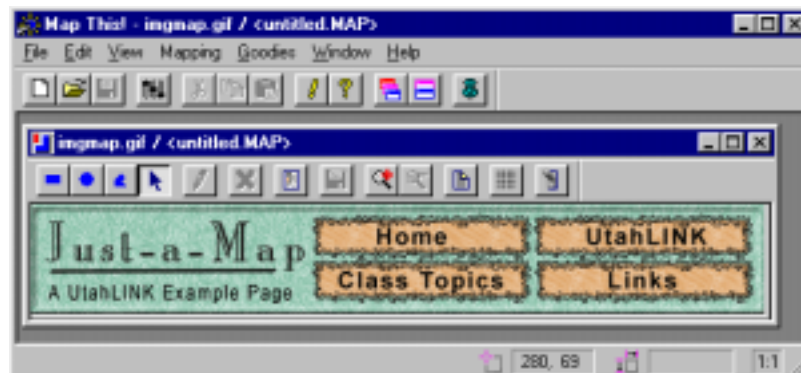 Map This! - imgmap.gif / <untitled.MAP>
File Edit View Mapping Goodies Window Help
imgmap.gif / <untitled.MAP>
Just-a-Map
A UtahLINK Example Page
Home
UtahLINK
Class Topics
Links
280, 69
1:1